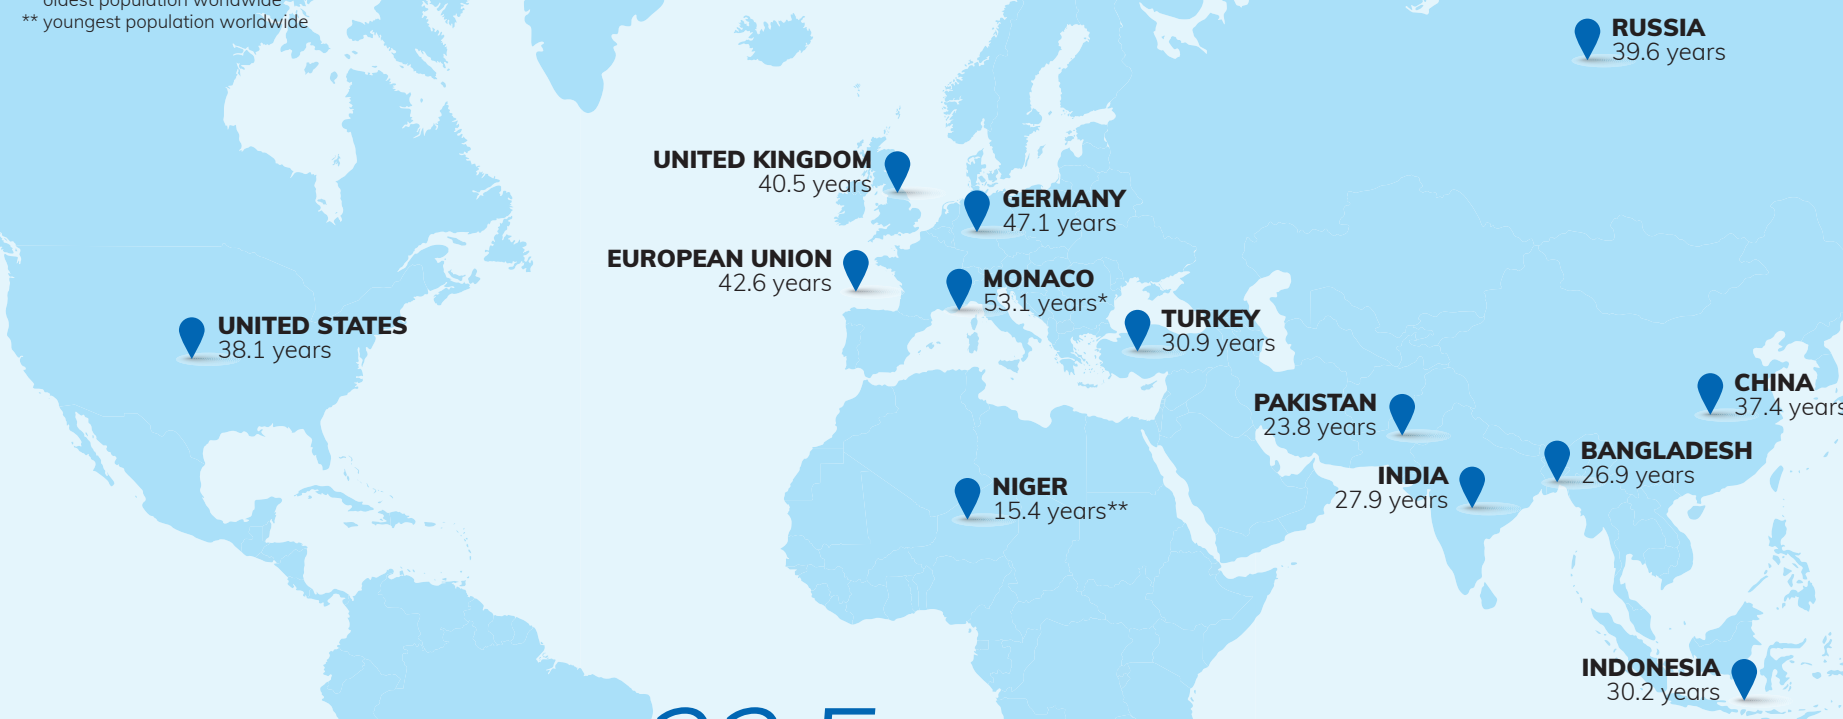 oldest population worldwide
** youngest population worldwide
RUSSIA
39.6 years
UNITED KINGDOM
40.5 years
GERMANY
47.1 years
EUROPEAN UNION
42.6 years
MONACO
53.1 years*
TURKEY
30.9 years
UNITED STATES
38.1 years
CHINA
37.4 years
PAKISTAN
23.8 years
BANGLADESH
26.9 years
INDIA
27.9 years
NIGER
15.4 years**
INDONESIA
30.2 years